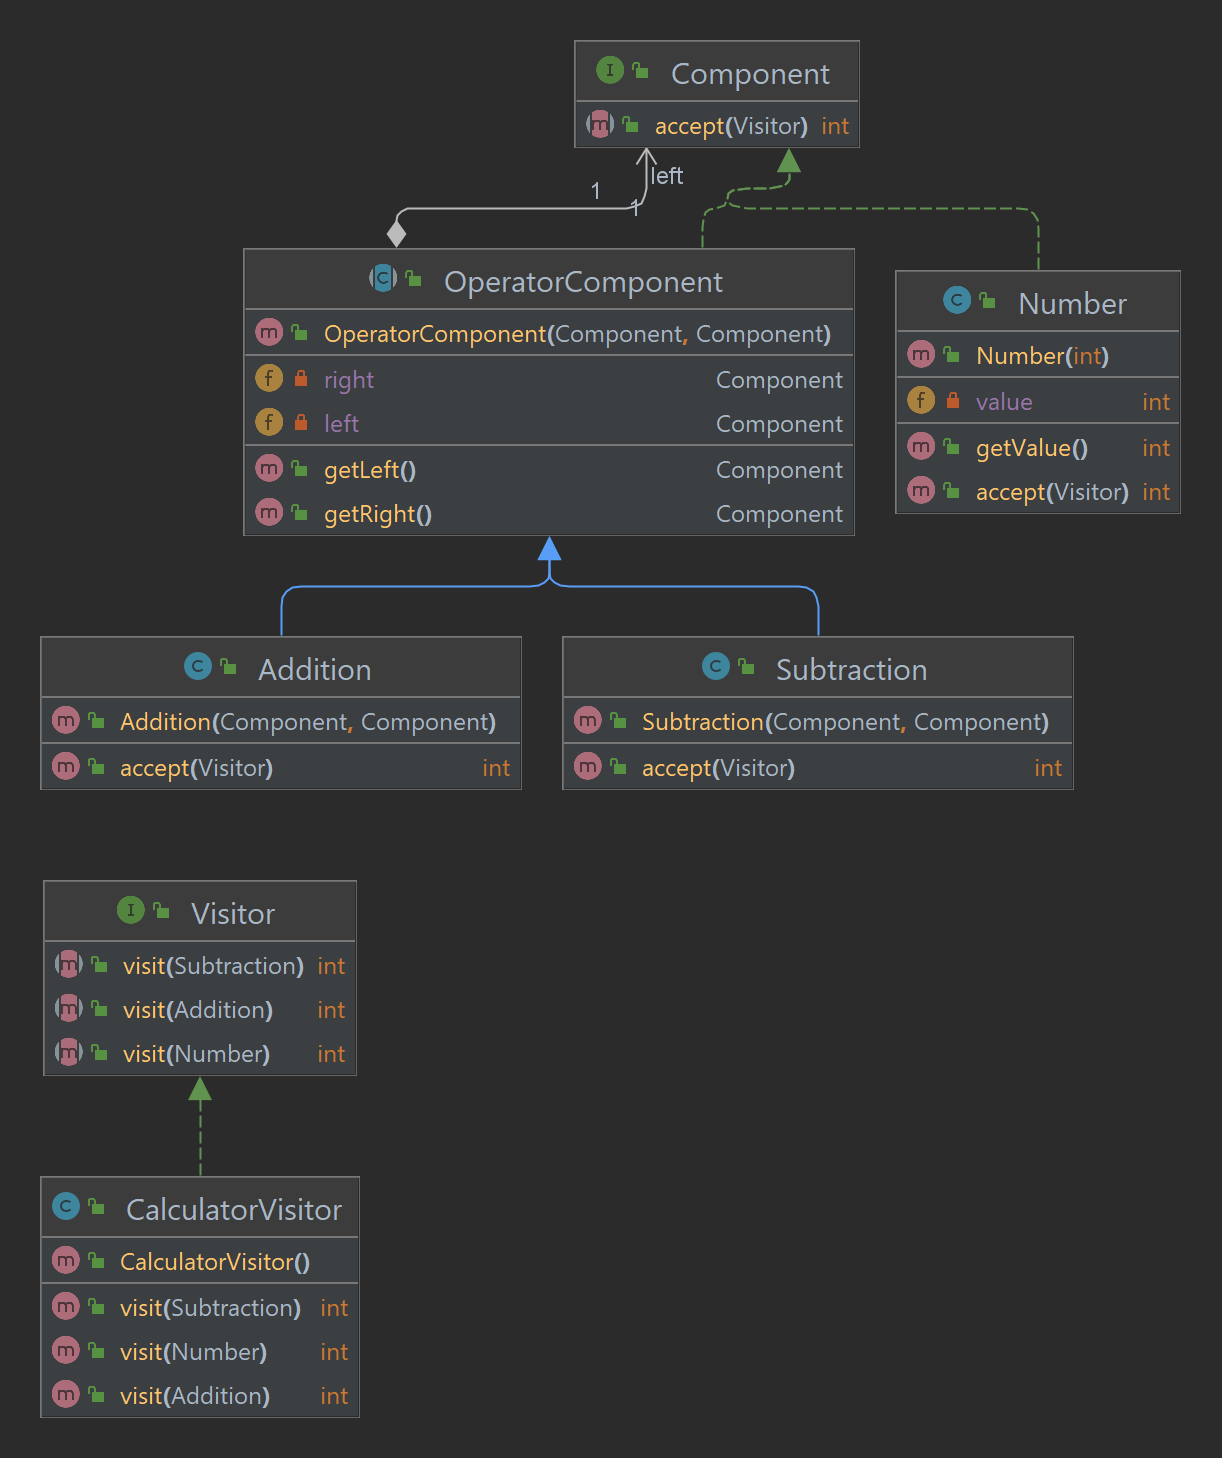 Component
accept(Visitor) int
left
1
1
OperatorComponent
OperatorComponent(Component, Component)
right Component
left Component
getLeft() Component
getRight() Component
Number
Number(int)
value int
getValue() int
accept(Visitor) int
Addition
Addition(Component, Component)
accept(Visitor) int
Subtraction
Subtraction(Component, Component)
accept(Visitor) int
Visitor
visit(Subtraction) int
visit(Addition) int
visit(Number) int
CalculatorVisitor
CalculatorVisitor()
visit(Subtraction) int
visit(Number) int
visit(Addition) int